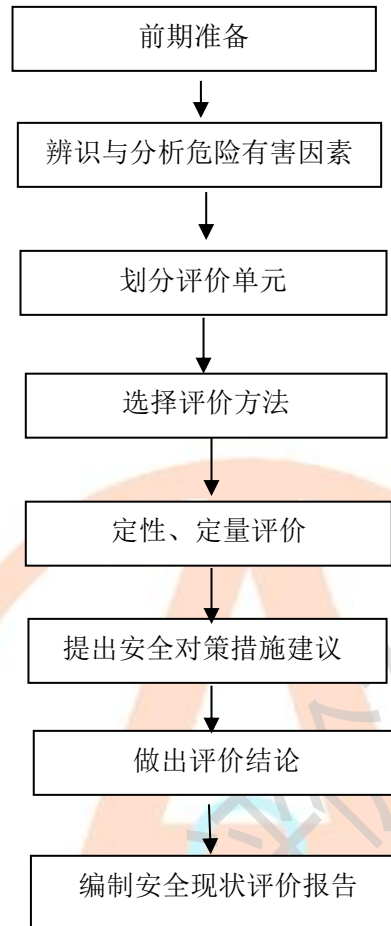 前期准备
辨识与分析危险有害因素
划分评价单元
选择评价方法
定性、定量评价
提出安全对策措施建议
做出评价结论
编制安全现状评价报告